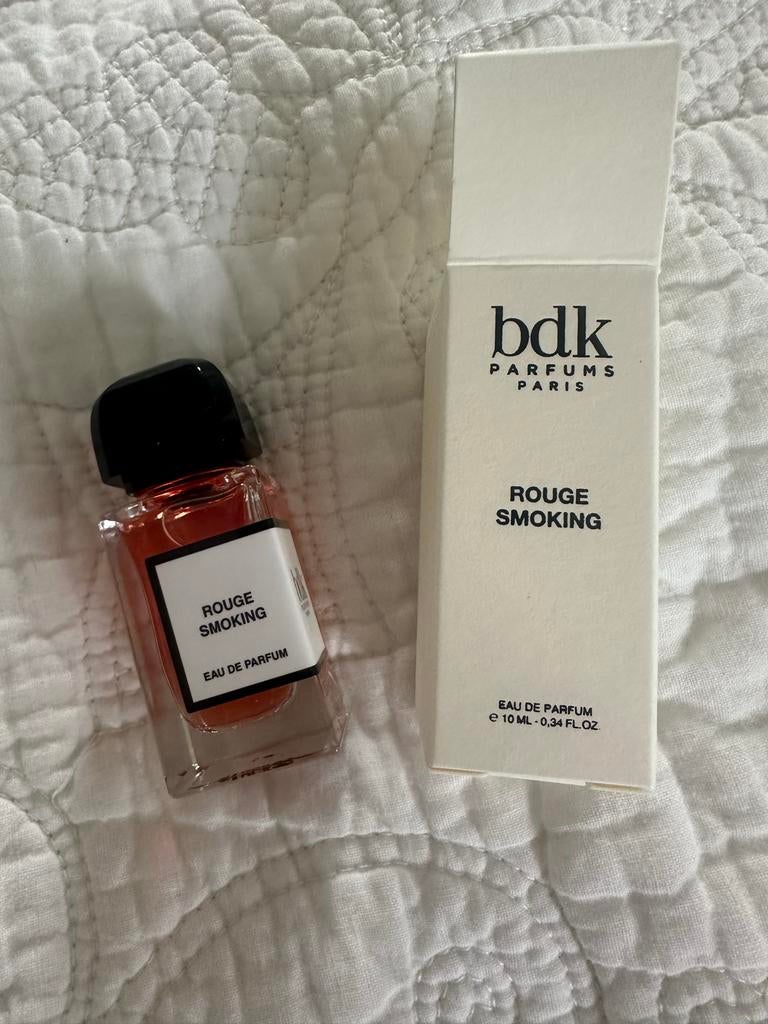 ROUGE
SMOKING
EAU DE PARFUM
bdk
PARFUMS
PARIS
ROUGE
SMOKING
EAU DE PARFUM
℮ 10 ML - 0,34 FL.OZ.